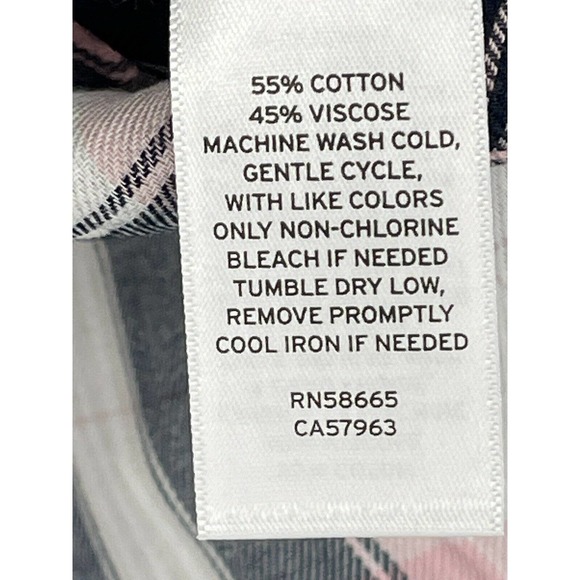 55% COTTON
45% VISCOSE
MACHINE WASH COLD,
GENTLE CYCLE,
WITH LIKE COLORS
ONLY NON-CHLORINE
BLEACH IF NEEDED
TUMBLE DRY LOW,
REMOVE PROMPTLY
COOL IRON IF NEEDED
RN58665
CA57963